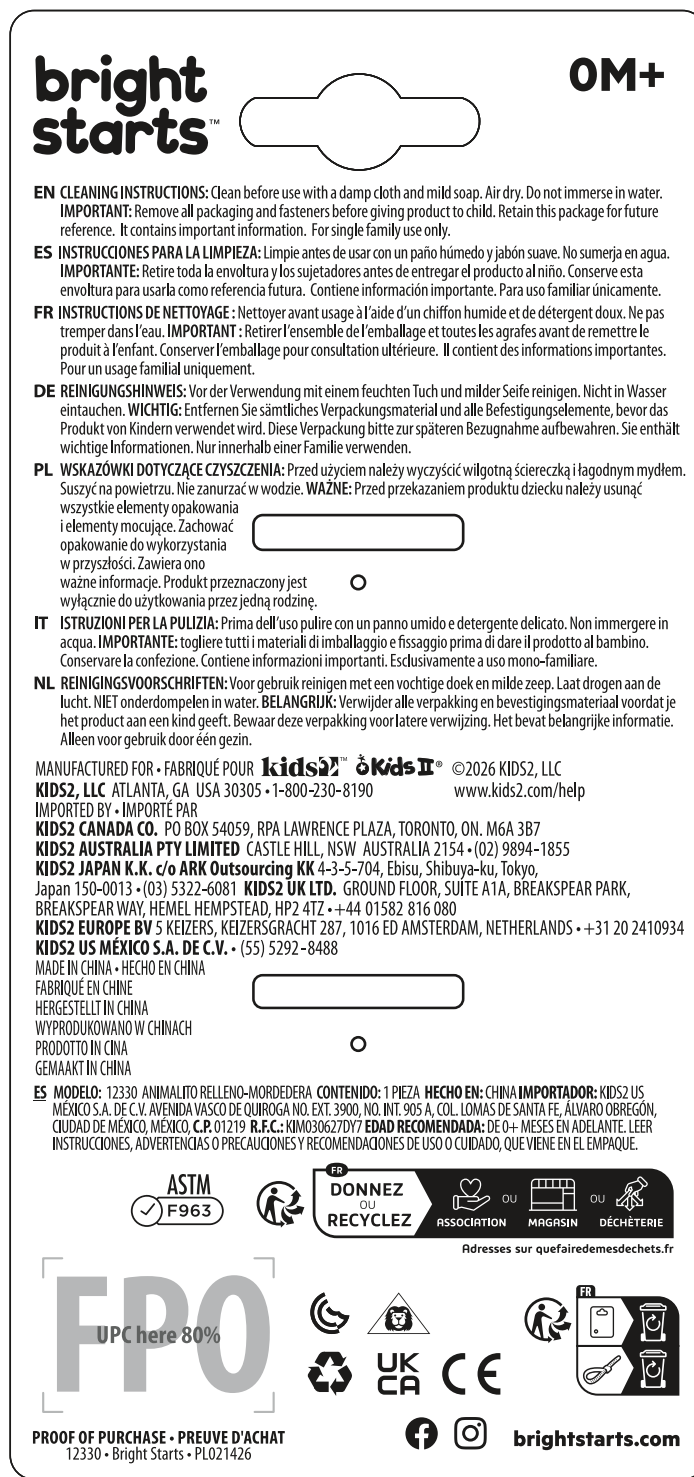 bright
starts™
0M+
EN CLEANING INSTRUCTIONS: Clean before use with a damp cloth and mild soap. Air dry. Do not immerse in water.
IMPORTANT: Remove all packaging and fasteners before giving product to child. Retain this package for future
reference. It contains important information. For single family use only.
ES INSTRUCCIONES PARA LA LIMPIEZA: Limpie antes de usar con un paño húmedo y jabón suave. No sumerja en agua.
IMPORTANTE: Retire toda la envoltura y los sujetadores antes de entregar el producto al niño. Conserve esta
envoltura para usarla como referencia futura. Contiene información importante. Para uso familiar únicamente.
FR INSTRUCTIONS DE NETTOYAGE : Nettoyer avant usage à l'aide d'un chiffon humide et de détergent doux. Ne pas
tremper dans l'eau. IMPORTANT : Retirer l'ensemble de l'emballage et toutes les agrafes avant de remettre le
produit à l'enfant. Conserver l'emballage pour consultation ultérieure. Il contient des informations importantes.
Pour un usage familial uniquement.
DE REINIGUNGSHINWEIS: Vor der Verwendung mit einem feuchten Tuch und milder Seife reinigen. Nicht in Wasser
eintauchen. WICHTIG: Entfernen Sie sämtliches Verpackungsmaterial und alle Befestigungselemente, bevor das
Produkt von Kindern verwendet wird. Diese Verpackung bitte zur späteren Bezugnahme aufbewahren. Sie enthält
wichtige Informationen. Nur innerhalb einer Familie verwenden.
PL WSKAZÓWKI DOTYCZĄCE CZYSZCZENIA: Przed użyciem należy wyczyścić wilgotną ściereczką i łagodnym mydłem.
Suszyć na powietrzu. Nie zanurzać w wodzie. WAŻNE: Przed przekazaniem produktu dziecku należy usunąć
wszystkie elementy opakowania
i elementy mocujące. Zachować
opakowanie do wykorzystania
w przyszłości. Zawiera ono
ważne informacje. Produkt przeznaczony jest
wyłącznie do użytkowania przez jedną rodzinę.
IT ISTRUZIONI PER LA PULIZIA: Prima dell'uso pulire con un panno umido e detergente delicato. Non immergere in
acqua. IMPORTANTE: togliere tutti i materiali di imballaggio e fissaggio prima di dare il prodotto al bambino.
Conservare la confezione. Contiene informazioni importanti. Esclusivamente a uso mono-familiare.
NL REINIGINGSVOORSCHRIFTEN: Voor gebruik reinigen met een vochtige doek en milde zeep. Laat drogen aan de
lucht. NIET onderdompelen in water. BELANGRIJK: Verwijder alle verpakking en bevestigingsmateriaal voordat je
het product aan een kind geeft. Bewaar deze verpakking voor latere verwijzing. Het bevat belangrijke informatie.
Alleen voor gebruik door één gezin.
MANUFACTURED FOR • FABRIQUÉ POUR kids2™ Kids II® ©2026 KIDS2, LLC
KIDS2, LLC ATLANTA, GA USA 30305 • 1-800-230-8190 www.kids2.com/help
IMPORTED BY • IMPORTÉ PAR
KIDS2 CANADA CO. PO BOX 54059, RPA LAWRENCE PLAZA, TORONTO, ON. M6A 3B7
KIDS2 AUSTRALIA PTY LIMITED CASTLE HILL, NSW AUSTRALIA 2154 • (02) 9894-1855
KIDS2 JAPAN K.K. c/o ARK Outsourcing KK 4-3-5-704, Ebisu, Shibuya-ku, Tokyo,
Japan 150-0013 • (03) 5322-6081 KIDS2 UK LTD. GROUND FLOOR, SUITE A1A, BREAKSPEAR PARK,
BREAKSPEAR WAY, HEMEL HEMPSTEAD, HP2 4TZ • +44 01582 816 080
KIDS2 EUROPE BV 5 KEIZERS, KEIZERSGRACHT 287, 1016 ED AMSTERDAM, NETHERLANDS • +31 20 2410934
KIDS2 US MÉXICO S.A. DE C.V. • (55) 5292-8488
MADE IN CHINA • HECHO EN CHINA
FABRIQUÉ EN CHINE
HERGESTELLT IN CHINA
WYPRODUKOWANO W CHINACH
PRODOTTO IN CINA
GEMAAKT IN CHINA
ES MODELO: 12330 ANIMALITO RELLENO-MORDEDERA CONTENIDO: 1 PIEZA HECHO EN: CHINA IMPORTADOR: KIDS2 US
MÉXICO S.A. DE C.V. AVENIDA VASCO DE QUIROGA NO. EXT. 3900, NO. INT. 905 A, COL. LOMAS DE SANTA FE, ÁLVARO OBREGÓN,
CIUDAD DE MÉXICO, MÉXICO, C.P. 01219 R.F.C.: KIM030627DY7 EDAD RECOMENDADA: DE 0+ MESES EN ADELANTE. LEER
INSTRUCCIONES, ADVERTENCIAS O PRECAUCIONES Y RECOMENDACIONES DE USO O CUIDADO, QUE VIENE EN EL EMPAQUE.
ASTM
F963
FR
DONNEZ
OU
RECYCLEZ
ASSOCIATION OU MAGASIN OU DÉCHÈTERIE
Adresses sur quefairedemesdechets.fr
FPO
UPC here 80%
UK
CA
CE
FR
PROOF OF PURCHASE • PREUVE D'ACHAT
12330 • Bright Starts • PL021426
brightstarts.com